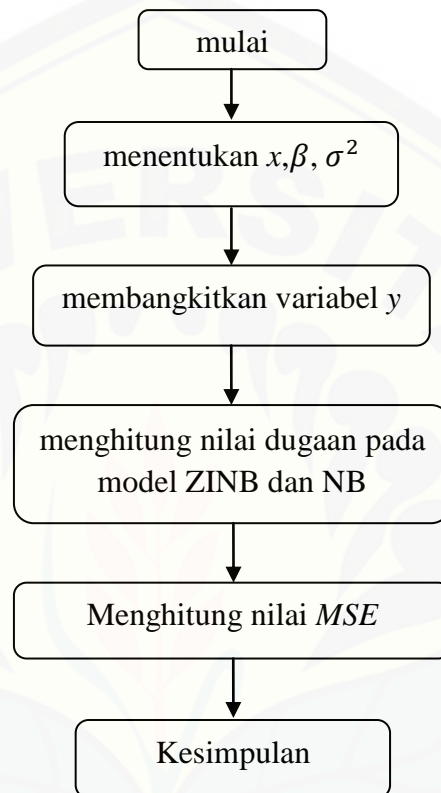 mulai
menentukan x,β, σ²
membangkitkan variabel y
menghitung nilai dugaan pada
model ZINB dan NB
Menghitung nilai MSE
Kesimpulan